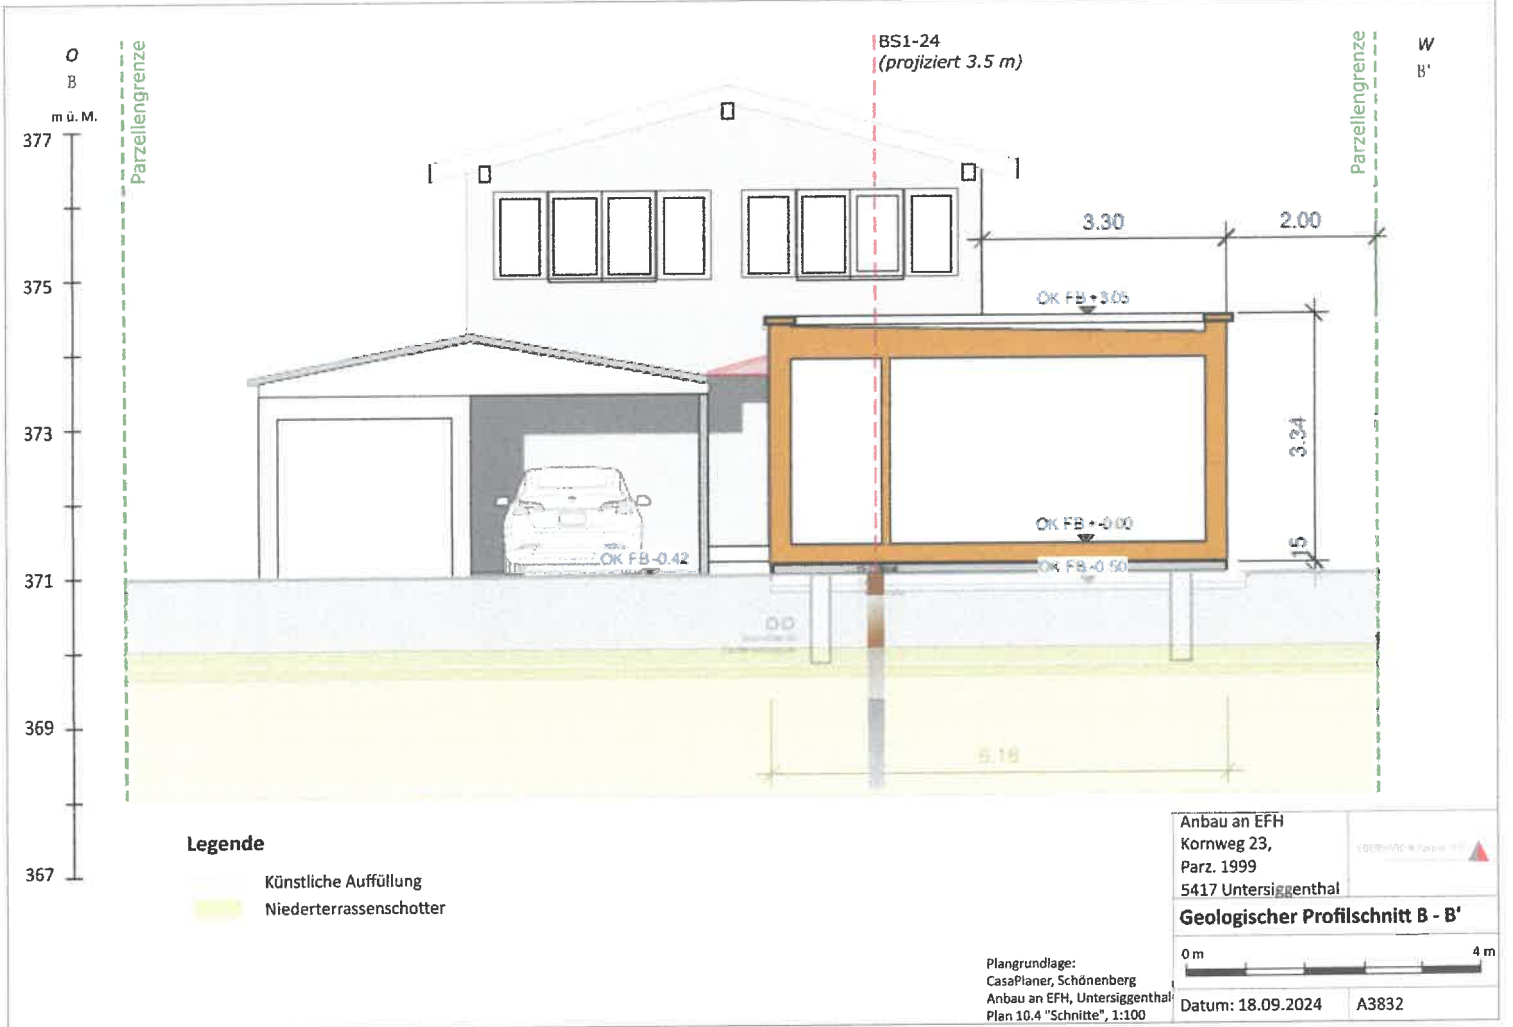 O
B
m ü. M.
377
375
373
371
369
367
Parzellengrenze
BS1-24
(projiziert 3.5 m)
Parzellengrenze
W
B'
3.30
2.00
OK FB +3.05
3.34
OK FB +-0.00
15
OK FB -0.42
OK FB -0.50
6.16
Legende
Künstliche Auffüllung
Niederterrassenschotter
Plangrundlage:
CasaPlaner, Schönenberg
Anbau an EFH, Untersiggenthal
Plan 10.4 "Schnitte", 1:100
Anbau an EFH
Kornweg 23,
Parz. 1999
5417 Untersiggenthal
Geologischer Profilschnitt B - B'
0 m
4 m
Datum: 18.09.2024
A3832